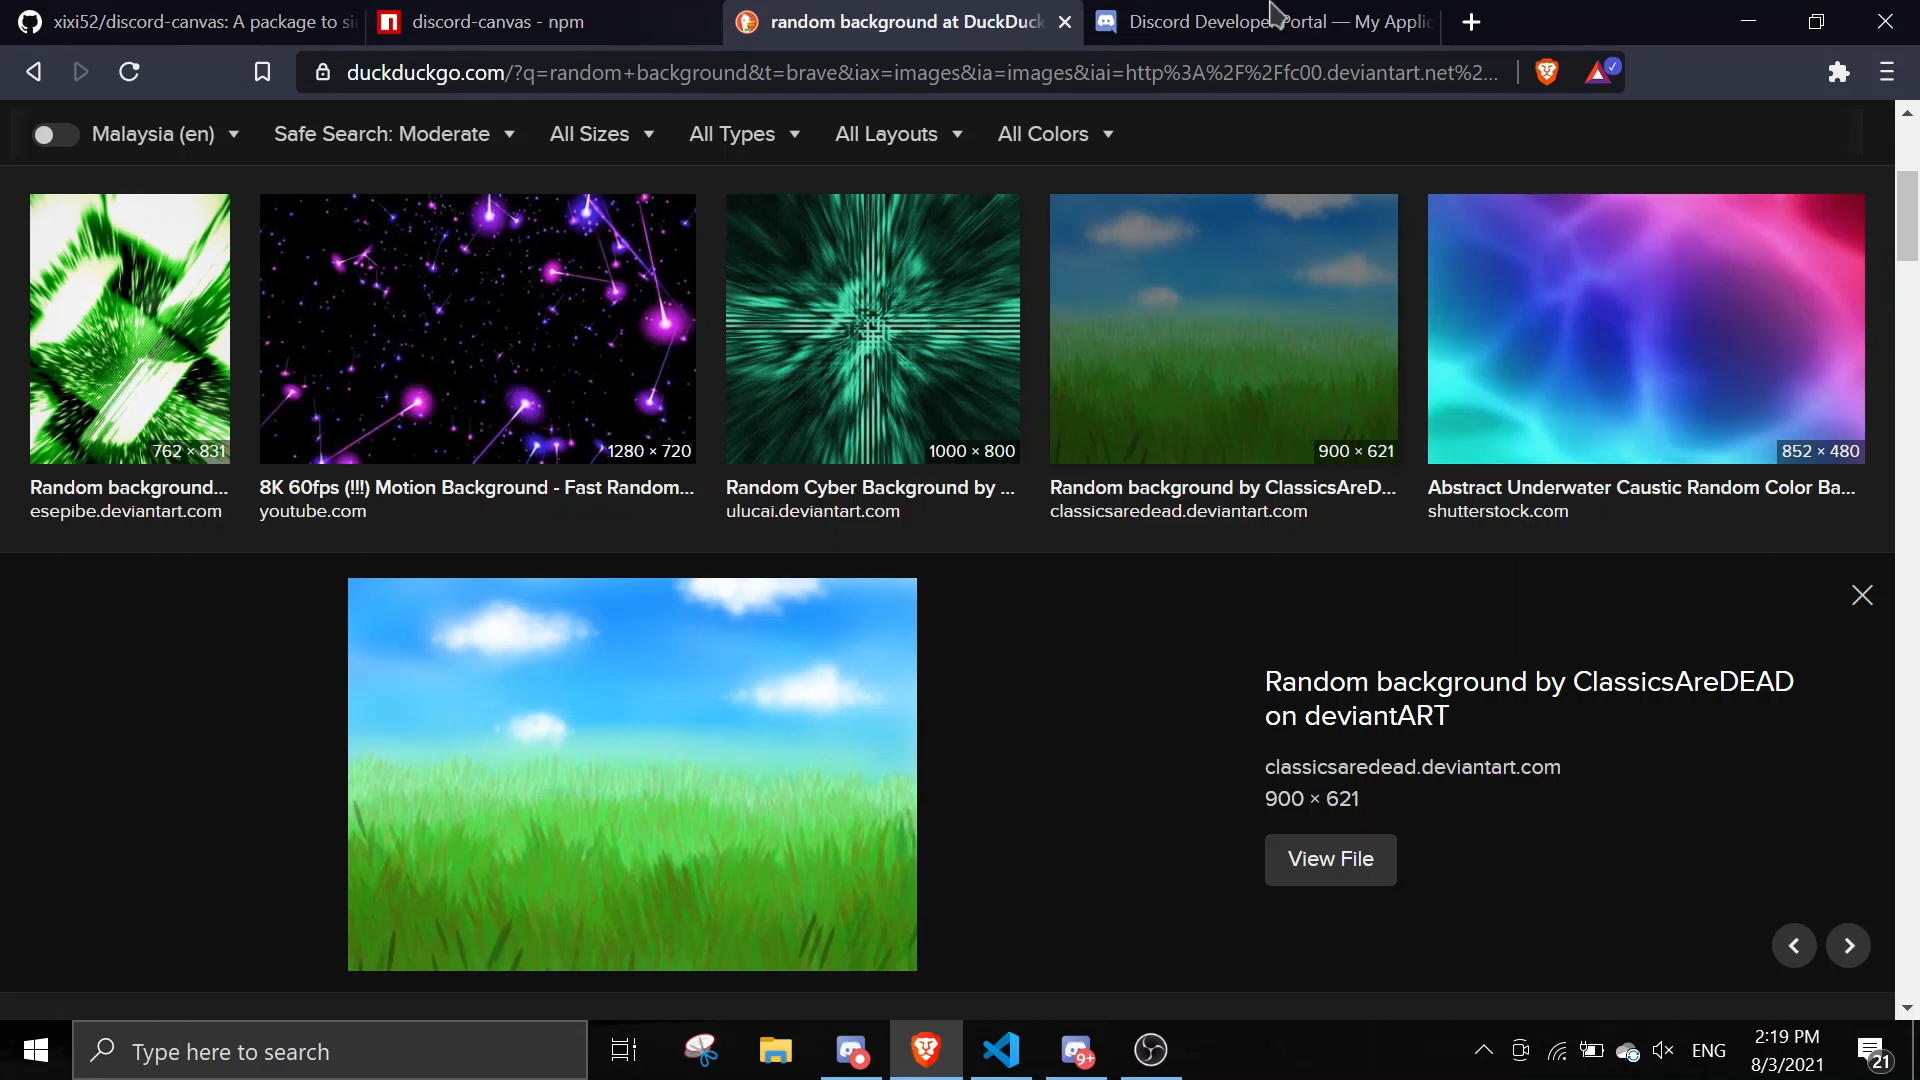 xixi52/discord-canvas: A package to si
discord-canvas - npm
random background at DuckDuck
Discord Developer Portal — My Applic
duckduckgo.com/?q=random+background&t=brave&iax=images&ia=images&iai=http%3A%2F%2Ffc00.deviantart.net%2...
Malaysia (en)
Safe Search: Moderate
All Sizes
All Types
All Layouts
All Colors
762 × 831
1280 × 720
1000 × 800
900 × 621
852 × 480
Random background...
8K 60fps (!!!) Motion Background - Fast Random...
Random Cyber Background by ...
Random background by ClassicsAreD...
Abstract Underwater Caustic Random Color Ba...
esepibe.deviantart.com
youtube.com
ulucai.deviantart.com
classicsaredead.deviantart.com
shutterstock.com
Random background by ClassicsAreDEAD
on deviantART
classicsaredead.deviantart.com
900 × 621
View File
Type here to search
9+
ENG
2:19 PM
8/3/2021
21